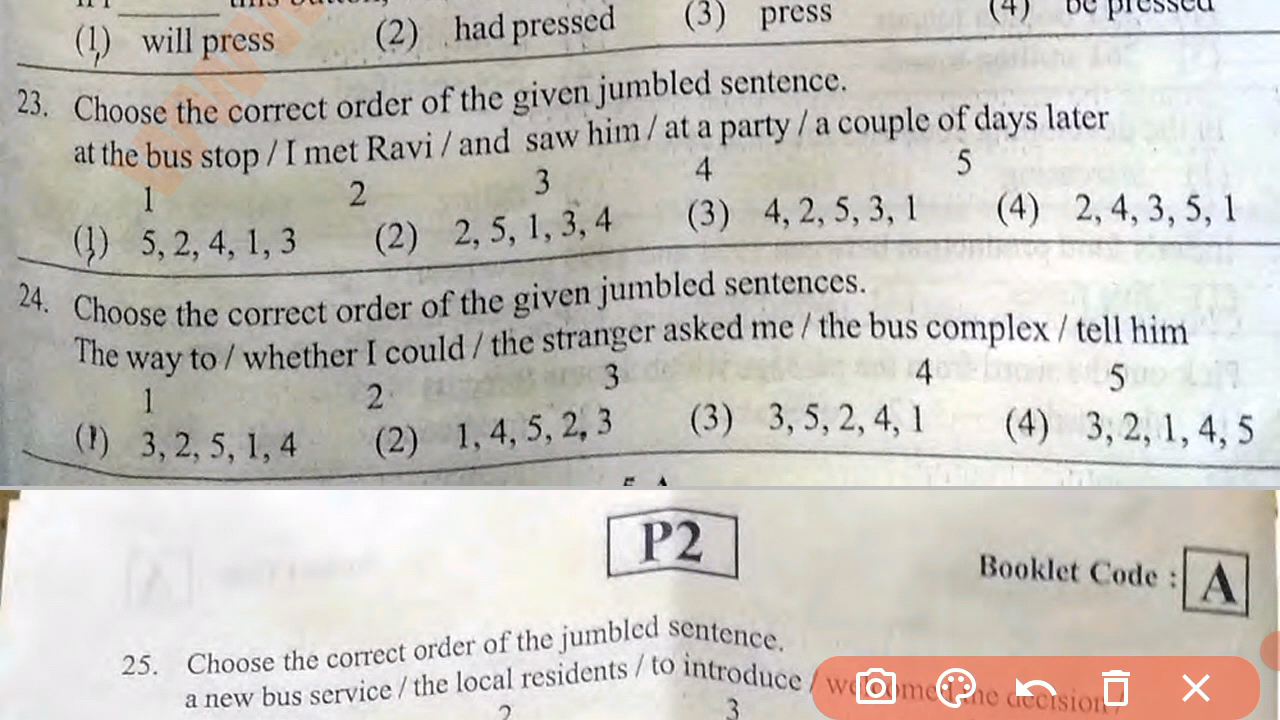 (1) will press (2) had pressed (3) press (4) be pressed
23. Choose the correct order of the given jumbled sentence.
at the bus stop / I met Ravi / and saw him / at a party / a couple of days later
1 2 3 4 5
(1) 5, 2, 4, 1, 3 (2) 2, 5, 1, 3, 4 (3) 4, 2, 5, 3, 1 (4) 2, 4, 3, 5, 1
24. Choose the correct order of the given jumbled sentences.
The way to / whether I could / the stranger asked me / the bus complex / tell him
1 2 3 4 5
(1) 3, 2, 5, 1, 4 (2) 1, 4, 5, 2, 3 (3) 3, 5, 2, 4, 1 (4) 3, 2, 1, 4, 5
P2
Booklet Code : A
25. Choose the correct order of the jumbled sentence.
a new bus service / the local residents / to introduce / welcomed the decision /
2 3